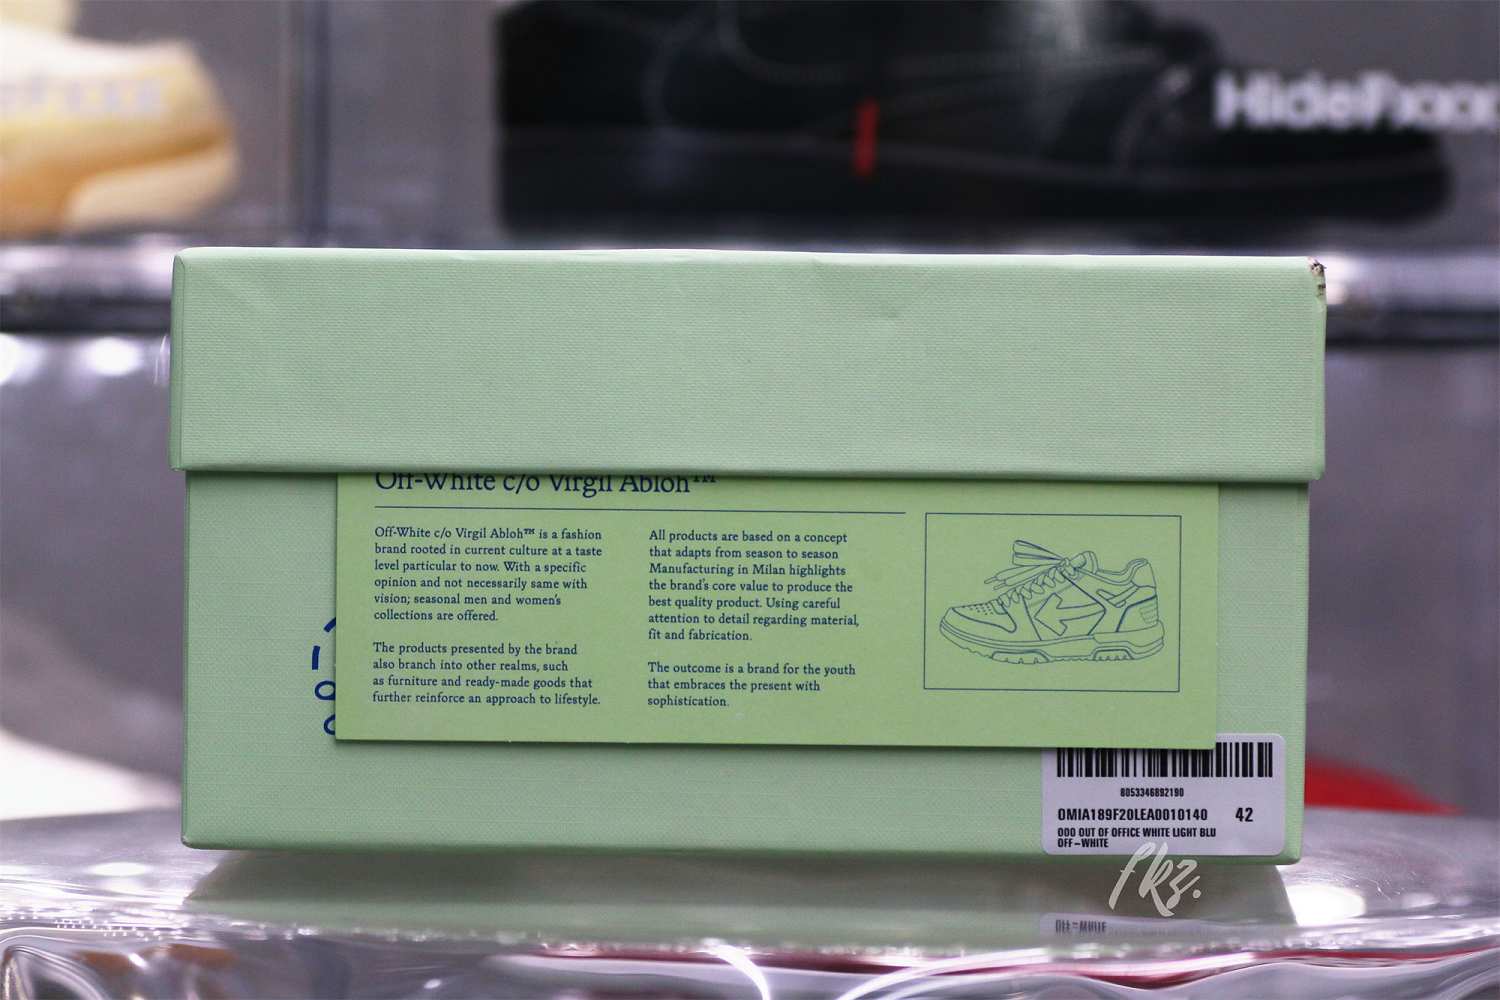 Off-White c/o Virgil Abloh™
Off-White c/o Virgil Abloh™ is a fashion
brand rooted in current culture at a taste
level particular to now. With a specific
opinion and not necessarily same with
vision; seasonal men and women's
collections are offered.
The products presented by the brand
also branch into other realms, such
as furniture and ready-made goods that
further reinforce an approach to lifestyle.
All products are based on a concept
that adapts from season to season
Manufacturing in Milan highlights
the brand's core value to produce the
best quality product. Using careful
attention to detail regarding material,
fit and fabrication.
The outcome is a brand for the youth
that embraces the present with
sophistication.
8053346892190
OMIA189F20LEA0010140 42
OOO OUT OF OFFICE WHITE LIGHT BLU
OFF-WHITE
fkz.